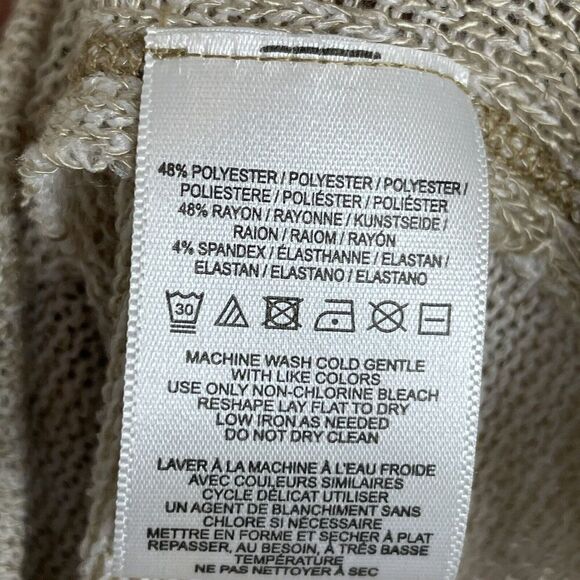 48% POLYESTER / POLYESTER / POLYESTER /
POLIESTERE / POLIÉSTER / POLIÉSTER
48% RAYON / RAYONNE / KUNSTSEIDE /
RAION / RAIOM / RAYÓN
4% SPANDEX / ÉLASTHANNE / ELASTAN /
ELASTAN / ELASTANO / ELASTANO
30
MACHINE WASH COLD GENTLE
WITH LIKE COLORS
USE ONLY NON-CHLORINE BLEACH
RESHAPE LAY FLAT TO DRY
LOW IRON AS NEEDED
DO NOT DRY CLEAN
LAVER À LA MACHINE À L'EAU FROIDE
AVEC COULEURS SIMILAIRES
CYCLE DÉLICAT UTILISER
UN AGENT DE BLANCHIMENT SANS
CHLORE SI NÉCESSAIRE
METTRE EN FORME ET SÉCHER À PLAT
REPASSER, AU BESOIN, À TRÈS BASSE
TEMPÉRATURE
NE PAS NETTOYER À SEC